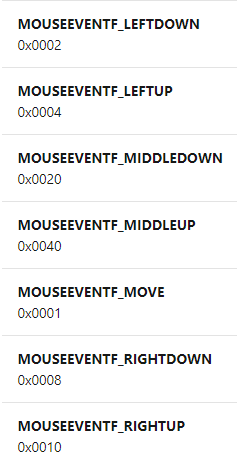 MOUSEEVENTF_LEFTDOWN
0x0002
MOUSEEVENTF_LEFTUP
0x0004
MOUSEEVENTF_MIDDLEDOWN
0x0020
MOUSEEVENTF_MIDDLEUP
0x0040
MOUSEEVENTF_MOVE
0x0001
MOUSEEVENTF_RIGHTDOWN
0x0008
MOUSEEVENTF_RIGHTUP
0x0010